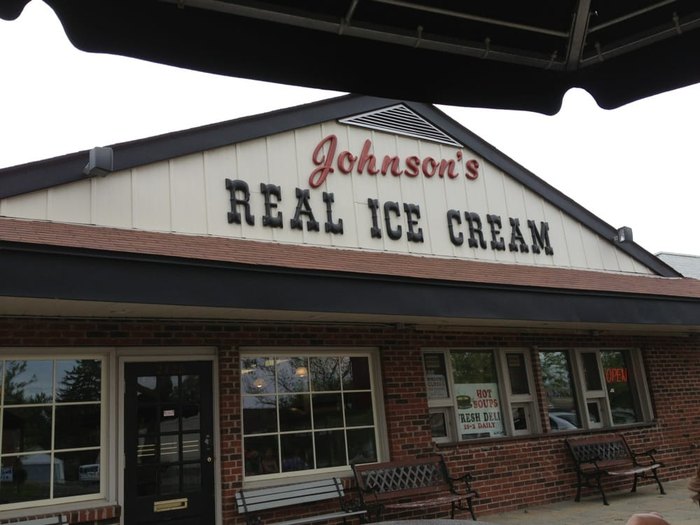 Johnson's
REAL ICE CREAM
OPEN
HOT
SOUPS
FRESH DELI